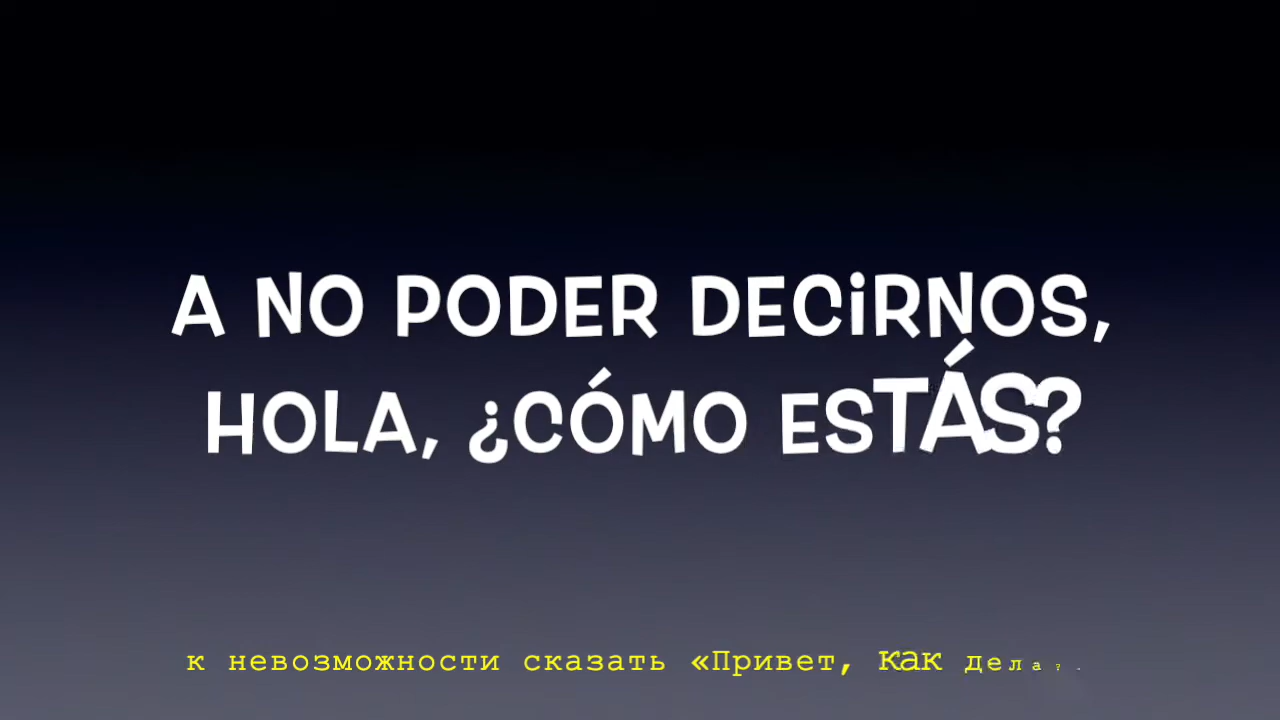 A NO PODER DECIRNOS,
HOLA, ¿CÓMO ESTÁS?
к невозможности сказать «Привет, как дела?.